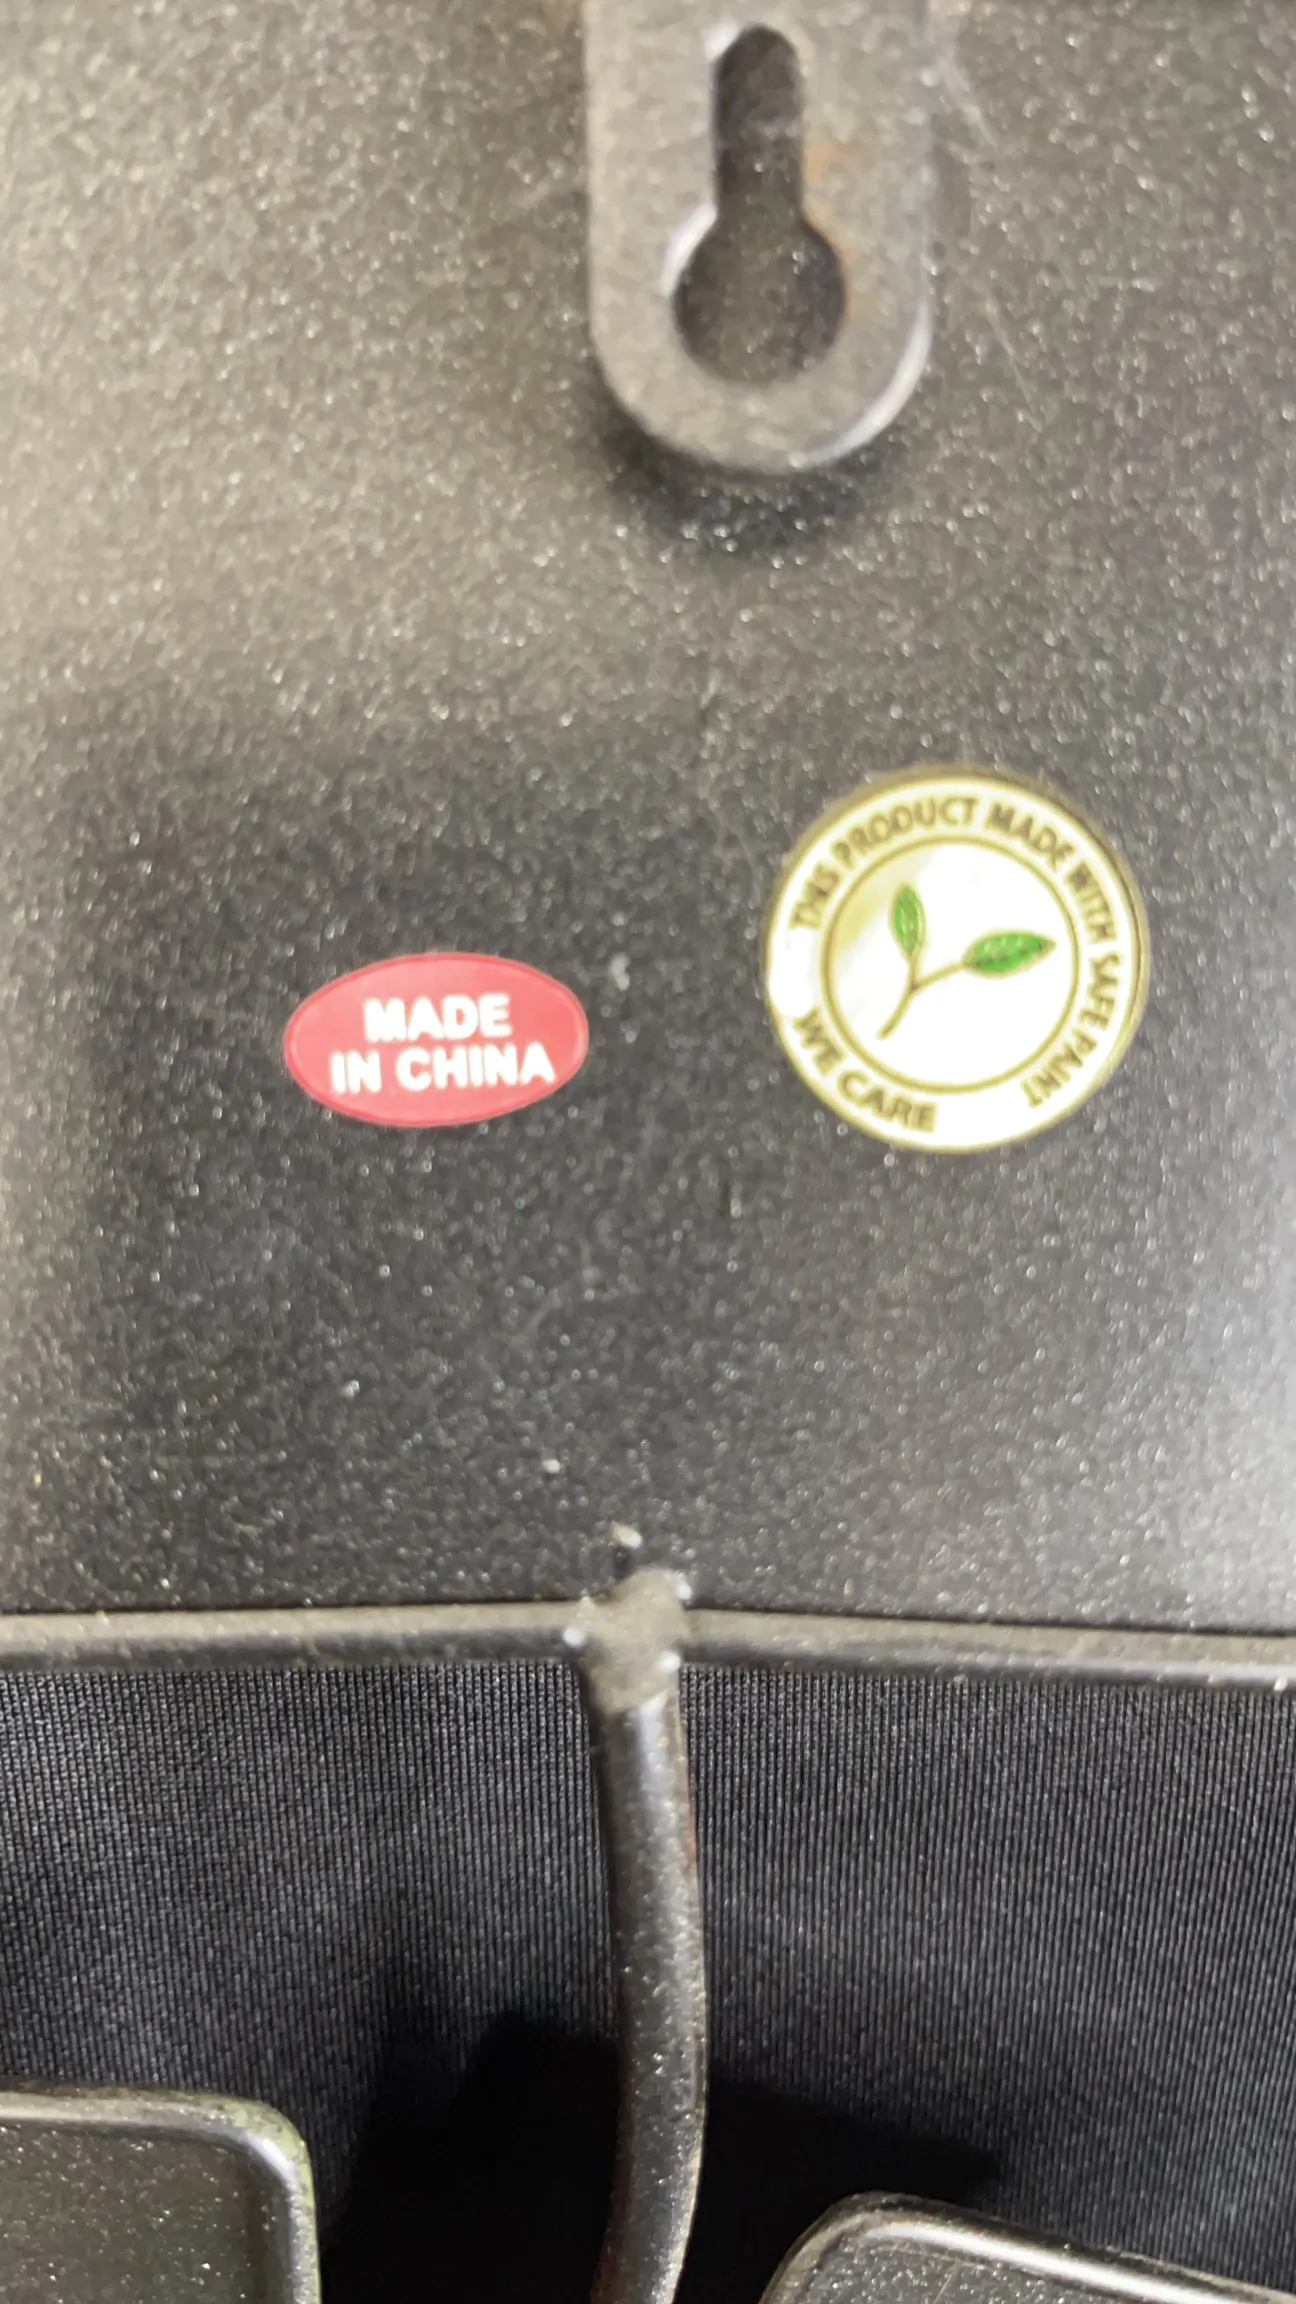 MADE
IN CHINA
THIS PRODUCT MADE WITH SAFE PAINT
WE CARE